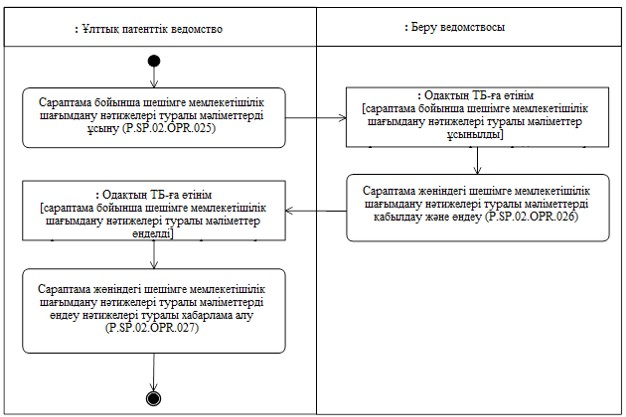 : Ұлттық патенттік ведомство
: Беру ведомствосы
Сараптама бойынша шешімге мемлекетішілік
шағымдану нәтижелері туралы мәліметтерді
ұсыну (P.SP.02.OPR.025)
: Одақтың ТБ-ға өтінім
[сараптама бойынша шешімге мемлекетішілік
шағымдану нәтижелері туралы мәліметтер
ұсынылды]
Сараптама жөніндегі шешімге мемлекетішілік
шағымдану нәтижелері туралы мәліметтерді
қабылдау және өңдеу (P.SP.02.OPR.026)
: Одақтың ТБ-ға өтінім
[сараптама бойынша шешімге мемлекетішілік
шағымдану нәтижелері туралы мәліметтер
өңделді]
Сараптама жөніндегі шешімге мемлекетішілік
шағымдану нәтижелері туралы мәліметтерді
өңдеу нәтижелері туралы хабарлама алу
(P.SP.02.OPR.027)